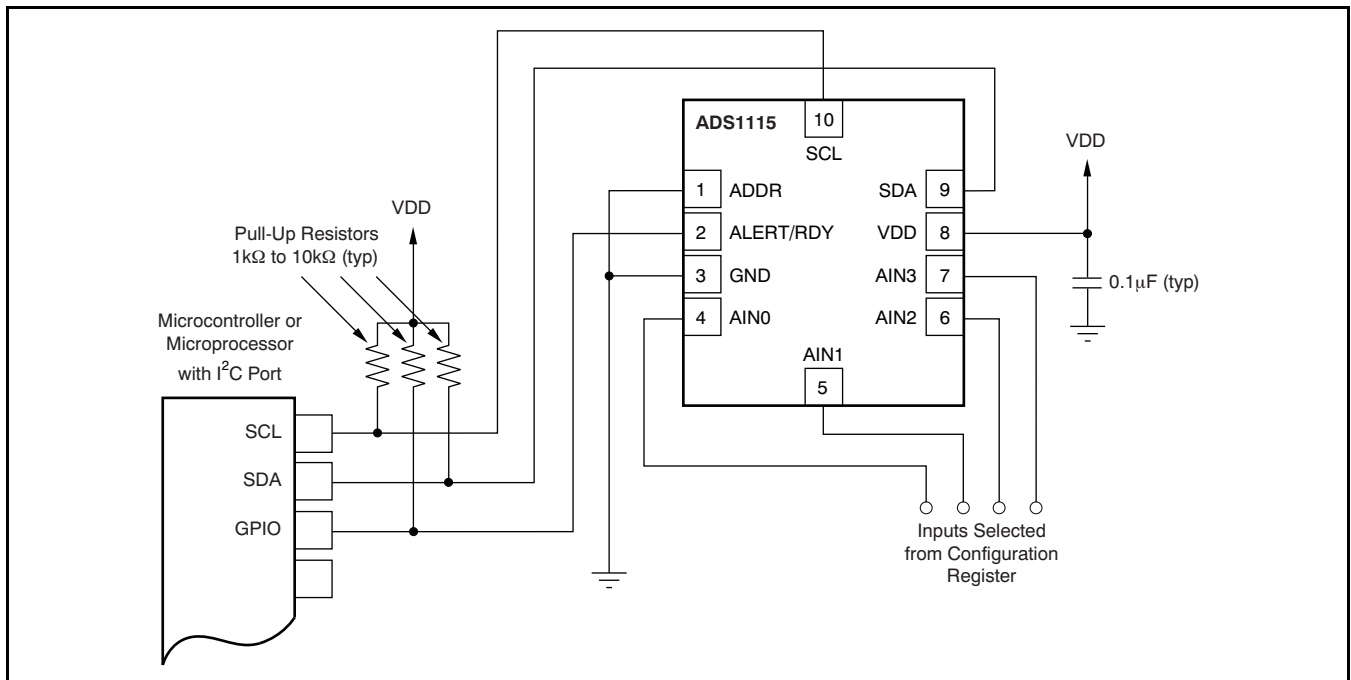 ADS1115
10
SCL
1 ADDR
2 ALERT/RDY
3 GND
4 AIN0
AIN1
5
SDA 9
VDD 8
AIN3 7
AIN2 6
VDD
0.1μF (typ)
VDD
Pull-Up Resistors
1kΩ to 10kΩ (typ)
Microcontroller or
Microprocessor
with I²C Port
SCL
SDA
GPIO
Inputs Selected
from Configuration
Register